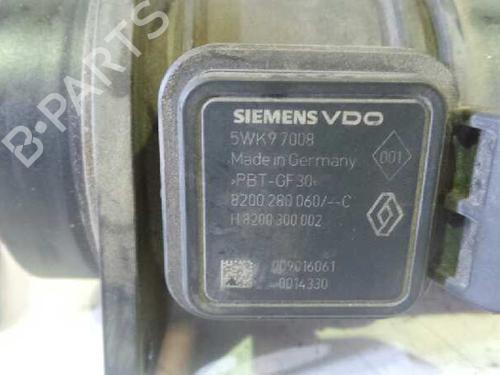 B-PARTS
SIEMENS VDO
5WK9 7008
Made in Germany
001
>PBT-GF30<
8200 280 060/--C
H 8200 300 002
009016061
0014330